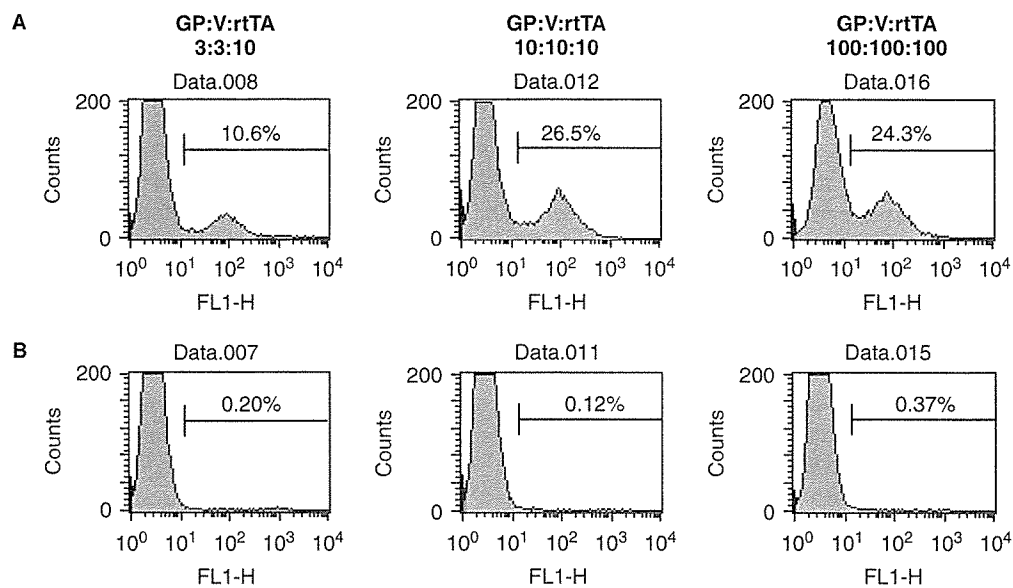 A
GP:V:rtTA
3:3:10
GP:V:rtTA
10:10:10
GP:V:rtTA
100:100:100
Data.008
Data.012
Data.016
200
10.6%
Counts
0
10^0 10^1 10^2 10^3 10^4
FL1-H
200
26.5%
Counts
0
10^0 10^1 10^2 10^3 10^4
FL1-H
200
24.3%
Counts
0
10^0 10^1 10^2 10^3 10^4
FL1-H
B
Data.007
Data.011
Data.015
200
0.20%
Counts
0
10^0 10^1 10^2 10^3 10^4
FL1-H
200
0.12%
Counts
0
10^0 10^1 10^2 10^3 10^4
FL1-H
200
0.37%
Counts
0
10^0 10^1 10^2 10^3 10^4
FL1-H